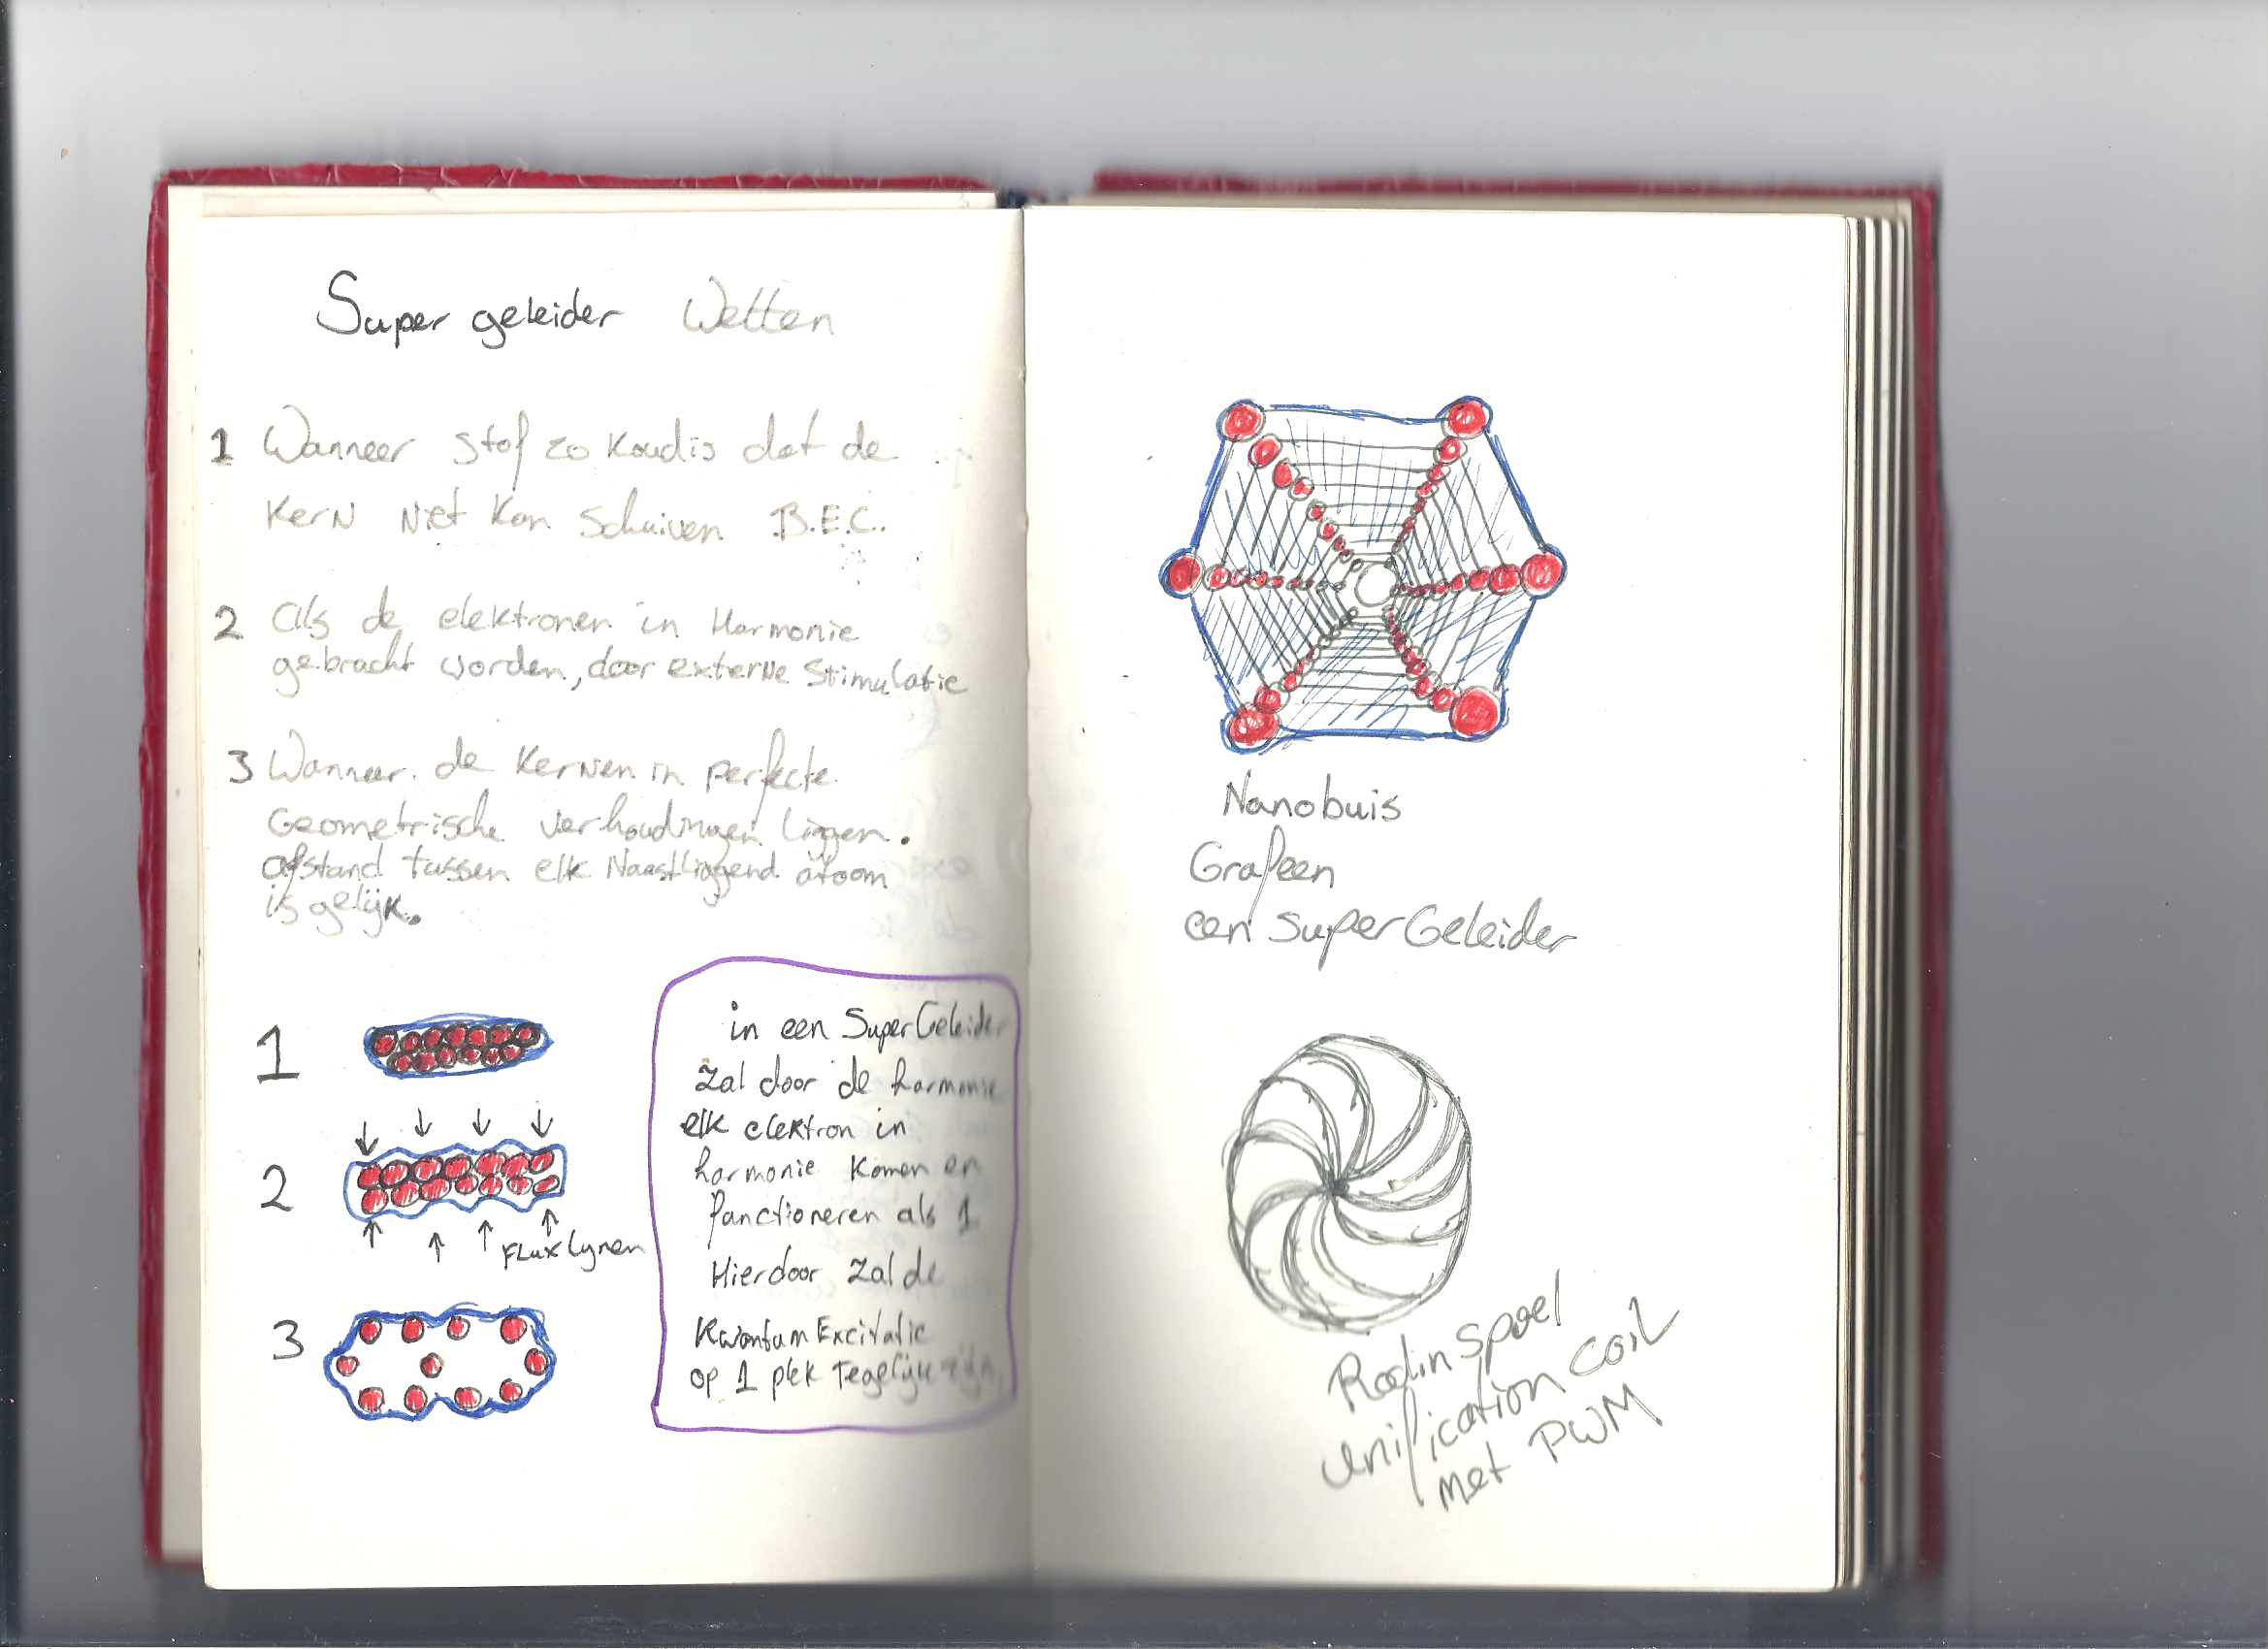 Super geleider Wetten
1 Wanneer stof zo koud is dat de
kern niet kan schuiven B.E.C.
2 als de elektronen in Harmonie
gebracht worden, door externe Stimulatie
3 Wanneer de kernen in perfecte
Geometrische verhoudingen liggen.
afstand tussen elk Naastliggend atoom
is gelijk.
1
2
Flux lynen
3
in een SuperGeleider
zal door de harmonie
elk elektron in
harmonie komen en
functioneren als 1
Hierdoor zal de
Kwantum Excitatie
op 1 plek Tegelijk zijn
Nanobuis
Grafeen
een superGeleider
Rodin spoel
unification coil
met PWM